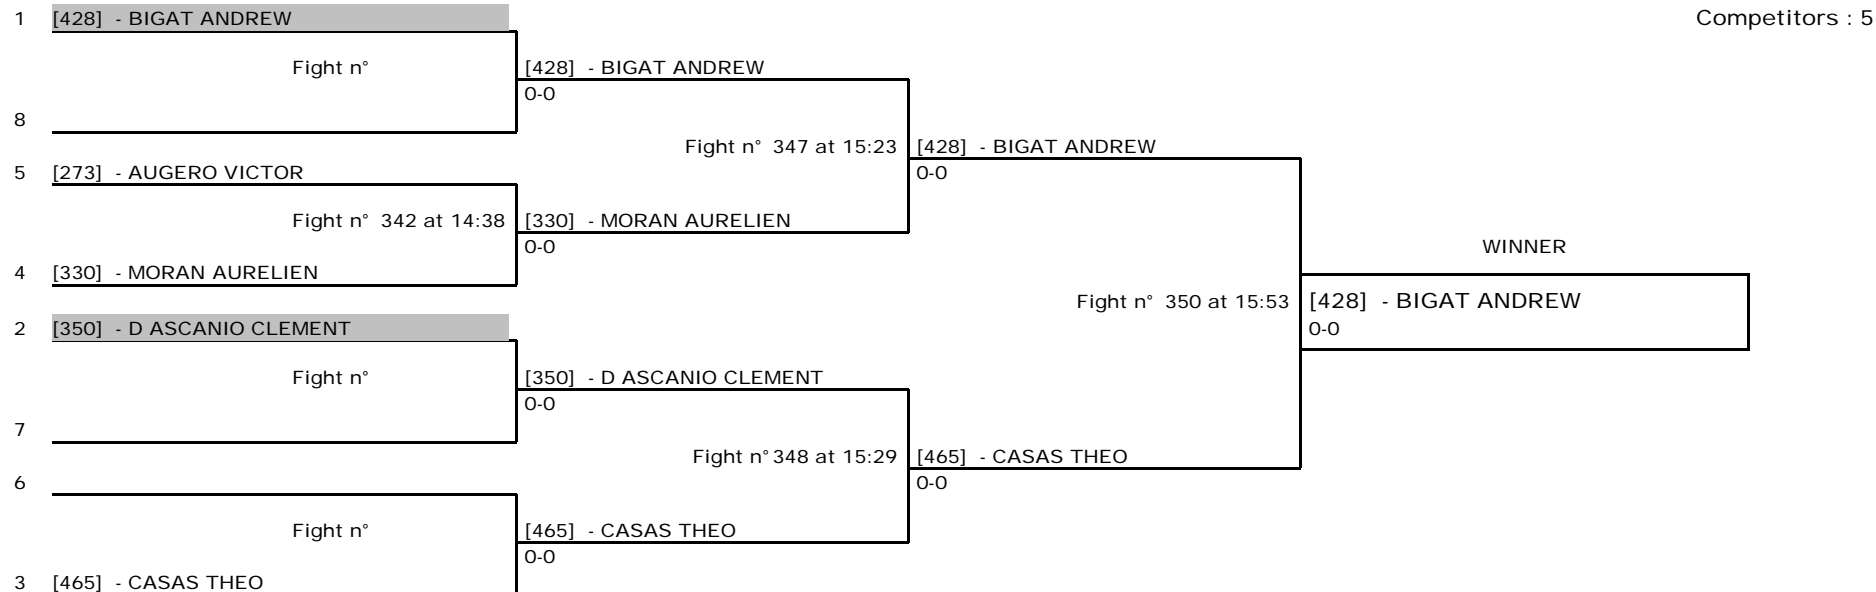 1 [428] - BIGAT ANDREW
Competitors : 5
Fight n°
[428] - BIGAT ANDREW
0-0
8
Fight n° 347 at 15:23
[428] - BIGAT ANDREW
0-0
5 [273] - AUGERO VICTOR
Fight n° 342 at 14:38
[330] - MORAN AURELIEN
0-0
WINNER
4 [330] - MORAN AURELIEN
Fight n° 350 at 15:53
[428] - BIGAT ANDREW
0-0
2 [350] - D ASCANIO CLEMENT
Fight n°
[350] - D ASCANIO CLEMENT
0-0
7
Fight n° 348 at 15:29
[465] - CASAS THEO
0-0
6
Fight n°
[465] - CASAS THEO
0-0
3 [465] - CASAS THEO